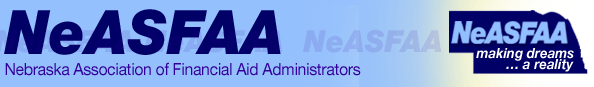 NeASFAA
Nebraska Association of Financial Aid Administrators
NeASFAA
NeASFAA
making dreams
... a reality